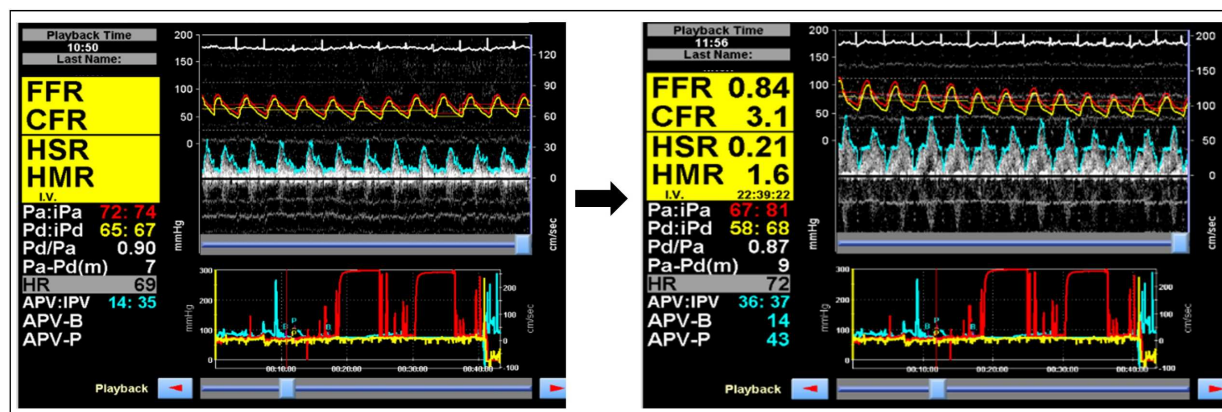 Playback Time
10:50
Last Name:
FFR
CFR
HSR
HMR
I.V.
Pa:iPa 72: 74
Pd:iPd 65: 67
Pd/Pa 0.90
Pa-Pd(m) 7
HR 69
APV:IPV 14: 35
APV-B
APV-P
200
150
100
50
0
mmHg
120
90
60
30
0
cm/sec
300
200
100
0
mmHg
200
100
-100
cm/sec
B
P
P
B
00:10:00 00:20:00 00:30:00 00:40:00
Playback
Playback Time
11:56
Last Name:
FFR 0.84
CFR 3.1
HSR 0.21
HMR 1.6
I.V. 22:39:22
Pa:iPa 67: 81
Pd:iPd 58: 68
Pd/Pa 0.87
Pa-Pd(m) 9
HR 72
APV:IPV 36: 37
APV-B 14
APV-P 43
200
150
100
50
0
mmHg
200
150
100
50
0
cm/sec
300
200
100
0
mmHg
200
-100
cm/sec
B
P
P
B
00:10:00 00:20:00 00:30:00 00:40:00
Playback